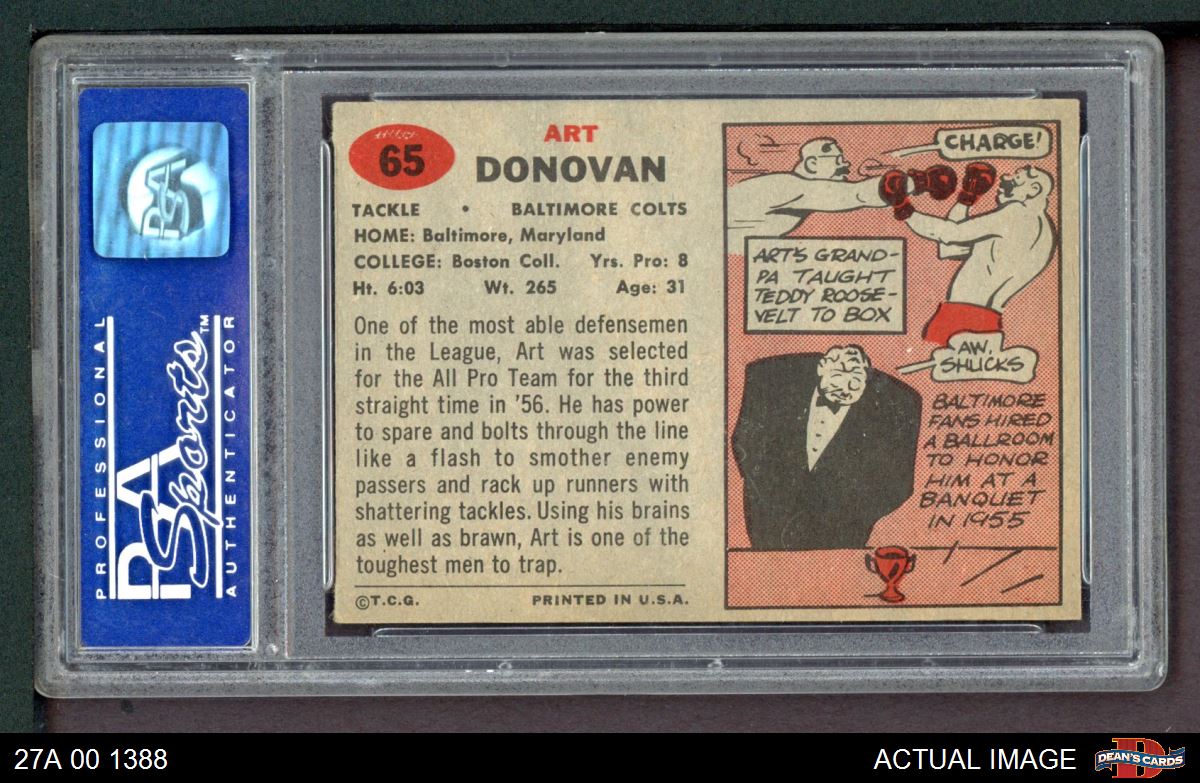 PROFESSIONAL
PSA
Sports™
AUTHENTICATOR
PSA
65
ART
DONOVAN
TACKLE • BALTIMORE COLTS
HOME: Baltimore, Maryland
COLLEGE: Boston Coll. Yrs. Pro: 8
Ht. 6:03 Wt. 265 Age: 31
One of the most able defensemen
in the League, Art was selected
for the All Pro Team for the third
straight time in '56. He has power
to spare and bolts through the line
like a flash to smother enemy
passers and rack up runners with
shattering tackles. Using his brains
as well as brawn, Art is one of the
toughest men to trap.
©T.C.G. PRINTED IN U.S.A.
CHARGE!
ART'S GRAND-
PA TAUGHT
TEDDY ROOSE-
VELT TO BOX
AW,
SHUCKS
BALTIMORE
FANS HIRED
A BALLROOM
TO HONOR
HIM AT A
BANQUET
IN 1955
27A 00 1388
ACTUAL IMAGE
D
DEAN'S CARDS